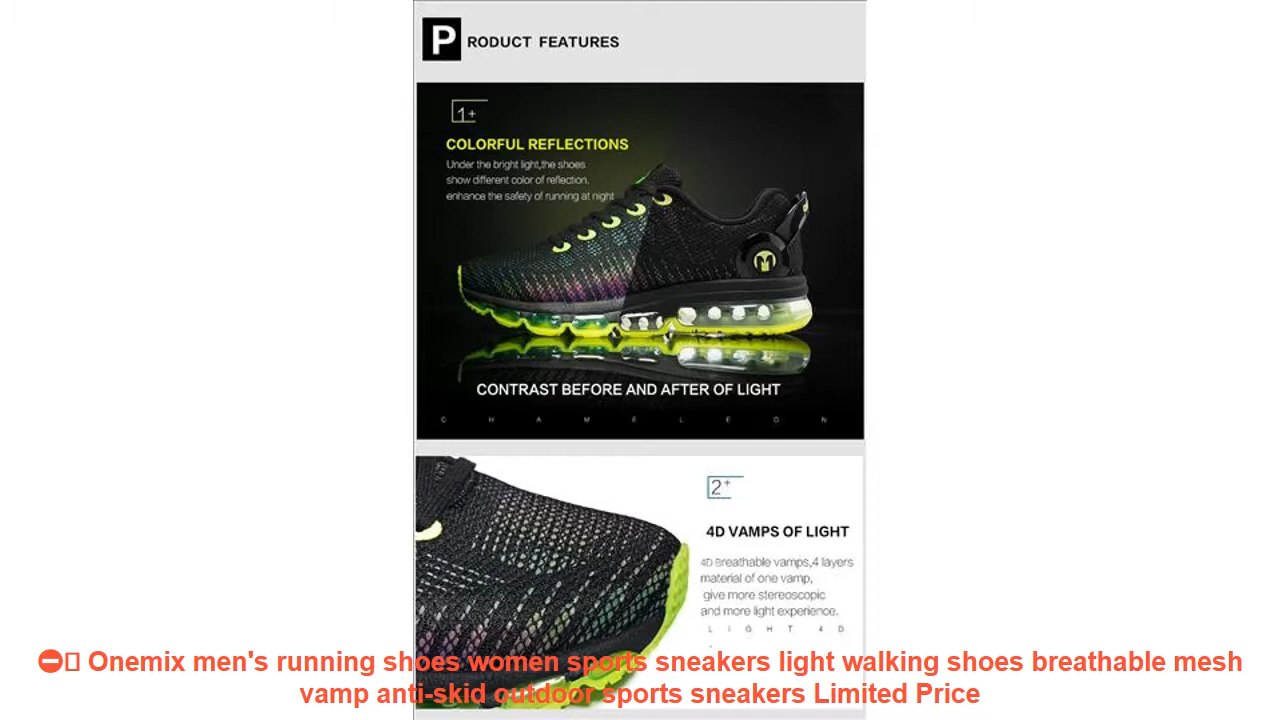 PRODUCT FEATURES
1+
COLORFUL REFLECTIONS
Under the bright light,the shoes
show different color of reflection.
enhance the safety of running at night
M
CONTRAST BEFORE AND AFTER OF LIGHT
C H A M E L E O N
2+
4D VAMPS OF LIGHT
4D Breathable vamps,4 layers
material of one vamp,
give more stereoscopic
and more light experience.
L I G H T 4 D
⛔ Onemix men's running shoes women sports sneakers light walking shoes breathable mesh
vamp anti-skid outdoor sports sneakers Limited Price